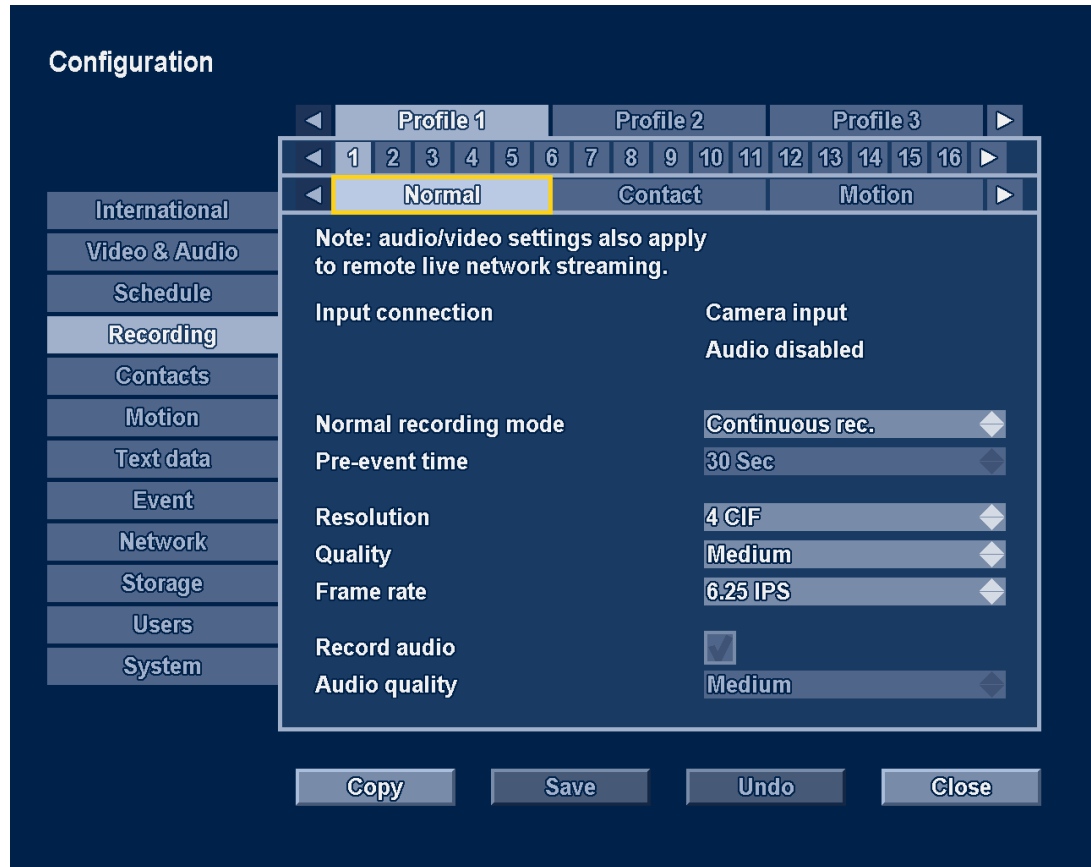 Configuration
Profile 1 Profile 2 Profile 3
1 2 3 4 5 6 7 8 9 10 11 12 13 14 15 16
Normal Contact Motion
International
Video & Audio
Schedule
Recording
Contacts
Motion
Text data
Event
Network
Storage
Users
System
Note: audio/video settings also apply
to remote live network streaming.
Input connection Camera input
Audio disabled
Normal recording mode Continuous rec.
Pre-event time 30 Sec
Resolution 4 CIF
Quality Medium
Frame rate 6.25 IPS
Record audio
Audio quality Medium
Copy Save Undo Close